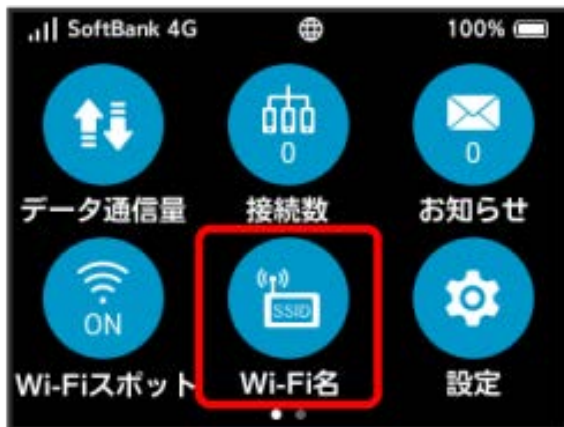 SoftBank 4G 100%
0 0
データ通信量 接続数 お知らせ
ON SSID
Wi-Fiスポット Wi-Fi名 設定